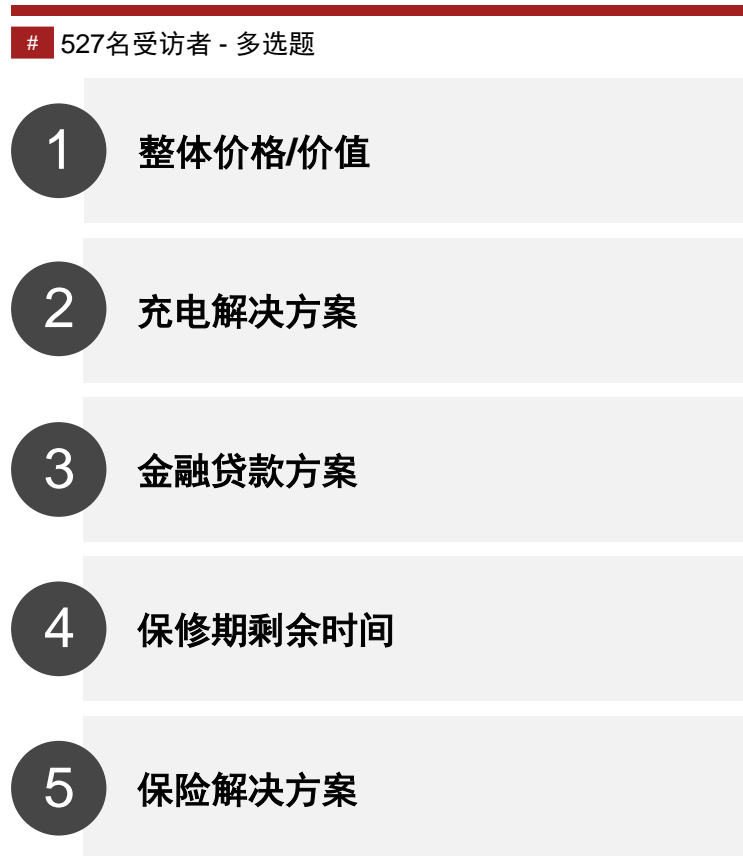 # 527名受访者 - 多选题
1 整体价格/价值
2 充电解决方案
3 金融贷款方案
4 保修期剩余时间
5 保险解决方案